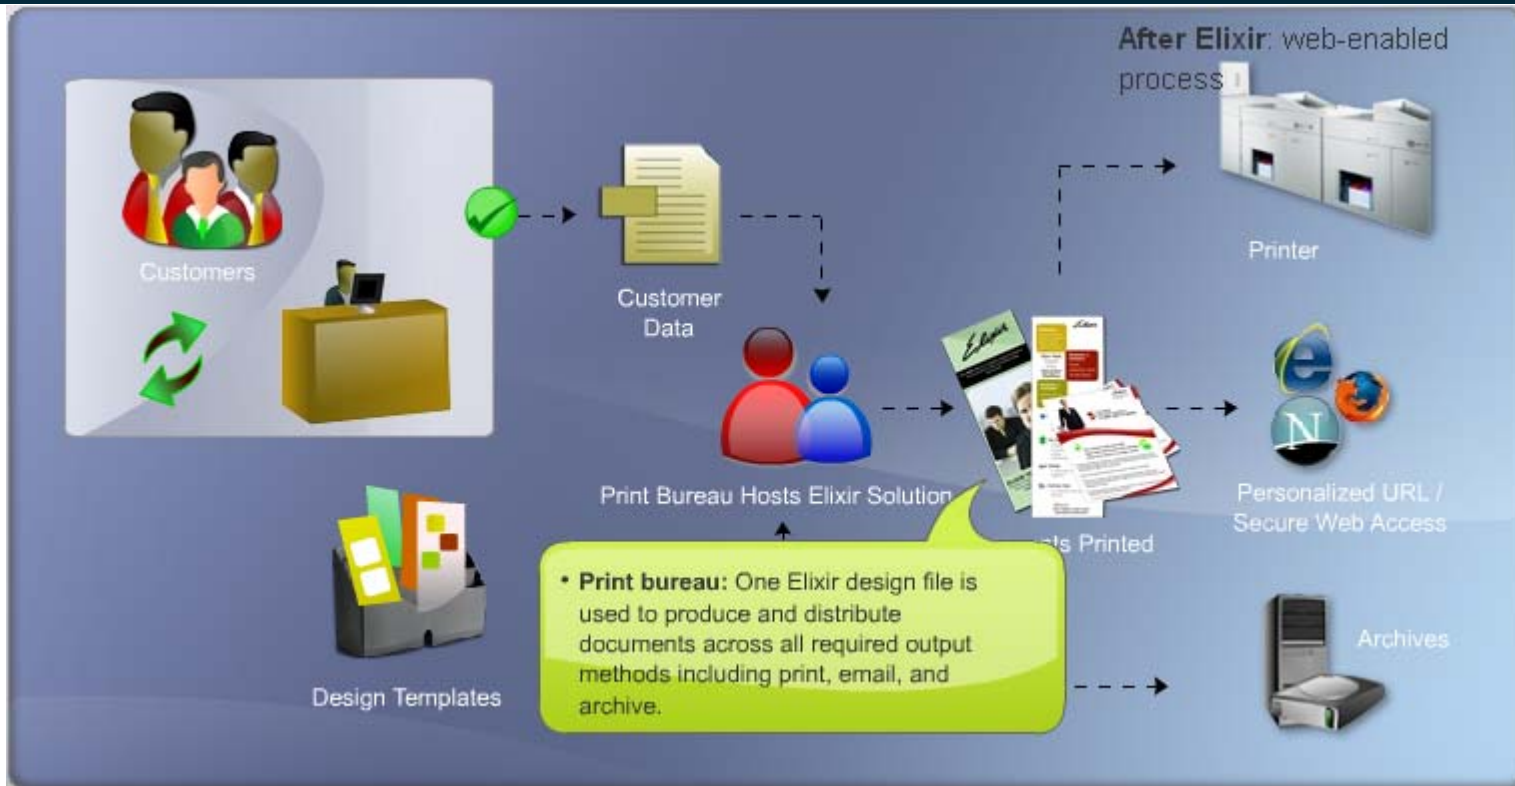 After Elixir: web-enabled
process
Customers
Customer
Data
Printer
Elixir
Print Bureau Hosts Elixir Solution
Printed
Personalized URL /
Secure Web Access
N
• Print bureau: One Elixir design file is
used to produce and distribute
documents across all required output
methods including print, email, and
archive.
Design Templates
Archives